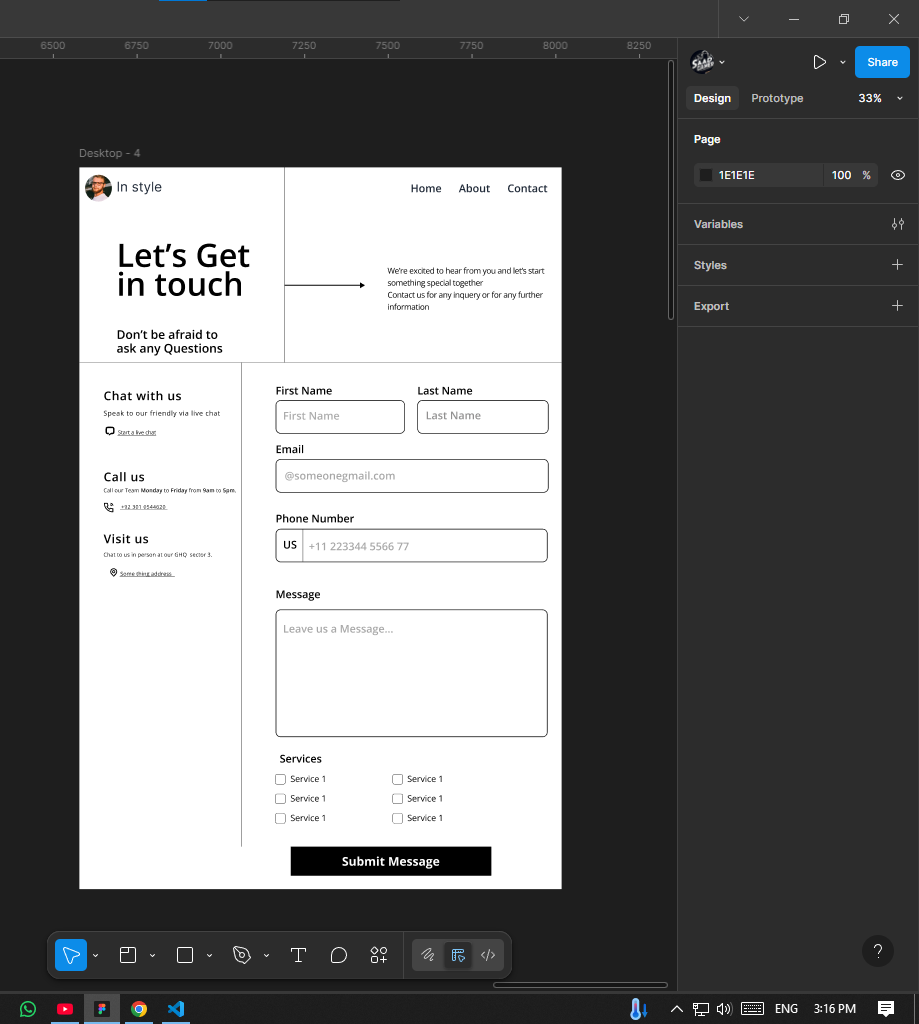 6500 6750 7000 7250 7500 7750 8000 8250
Share
Design Prototype 33%
Page
1E1E1E 100 %
Variables
Styles
Export
Desktop - 4
In style
Home About Contact
Let's Get
in touch
We're excited to hear from you and let's start
something special together
Contact us for any inquery or for any further
information
Don't be afraid to
ask any Questions
Chat with us
Speak to our friendly via live chat
Start a live chat
Call us
Call our Team Monday to Friday from 9am to 5pm.
+92 301 0544620
Visit us
Chat to us in person at our GHQ sector 3.
Some thing address
First Name Last Name
First Name Last Name
Email
@someonegmail.com
Phone Number
US +11 223344 5566 77
Message
Leave us a Message...
Services
Service 1 Service 1
Service 1 Service 1
Service 1 Service 1
Submit Message
?
ENG 3:16 PM